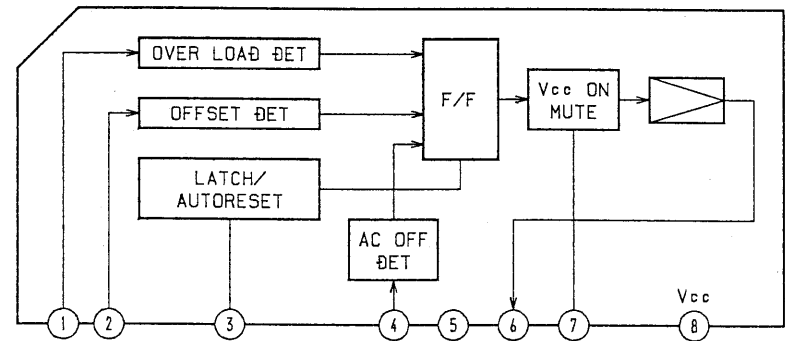 OVER LOAD DET
OFFSET DET
LATCH/
AUTORESET
F/F
Vcc ON
MUTE
AC OFF
DET
Vcc
1 2 3 4 5 6 7 8